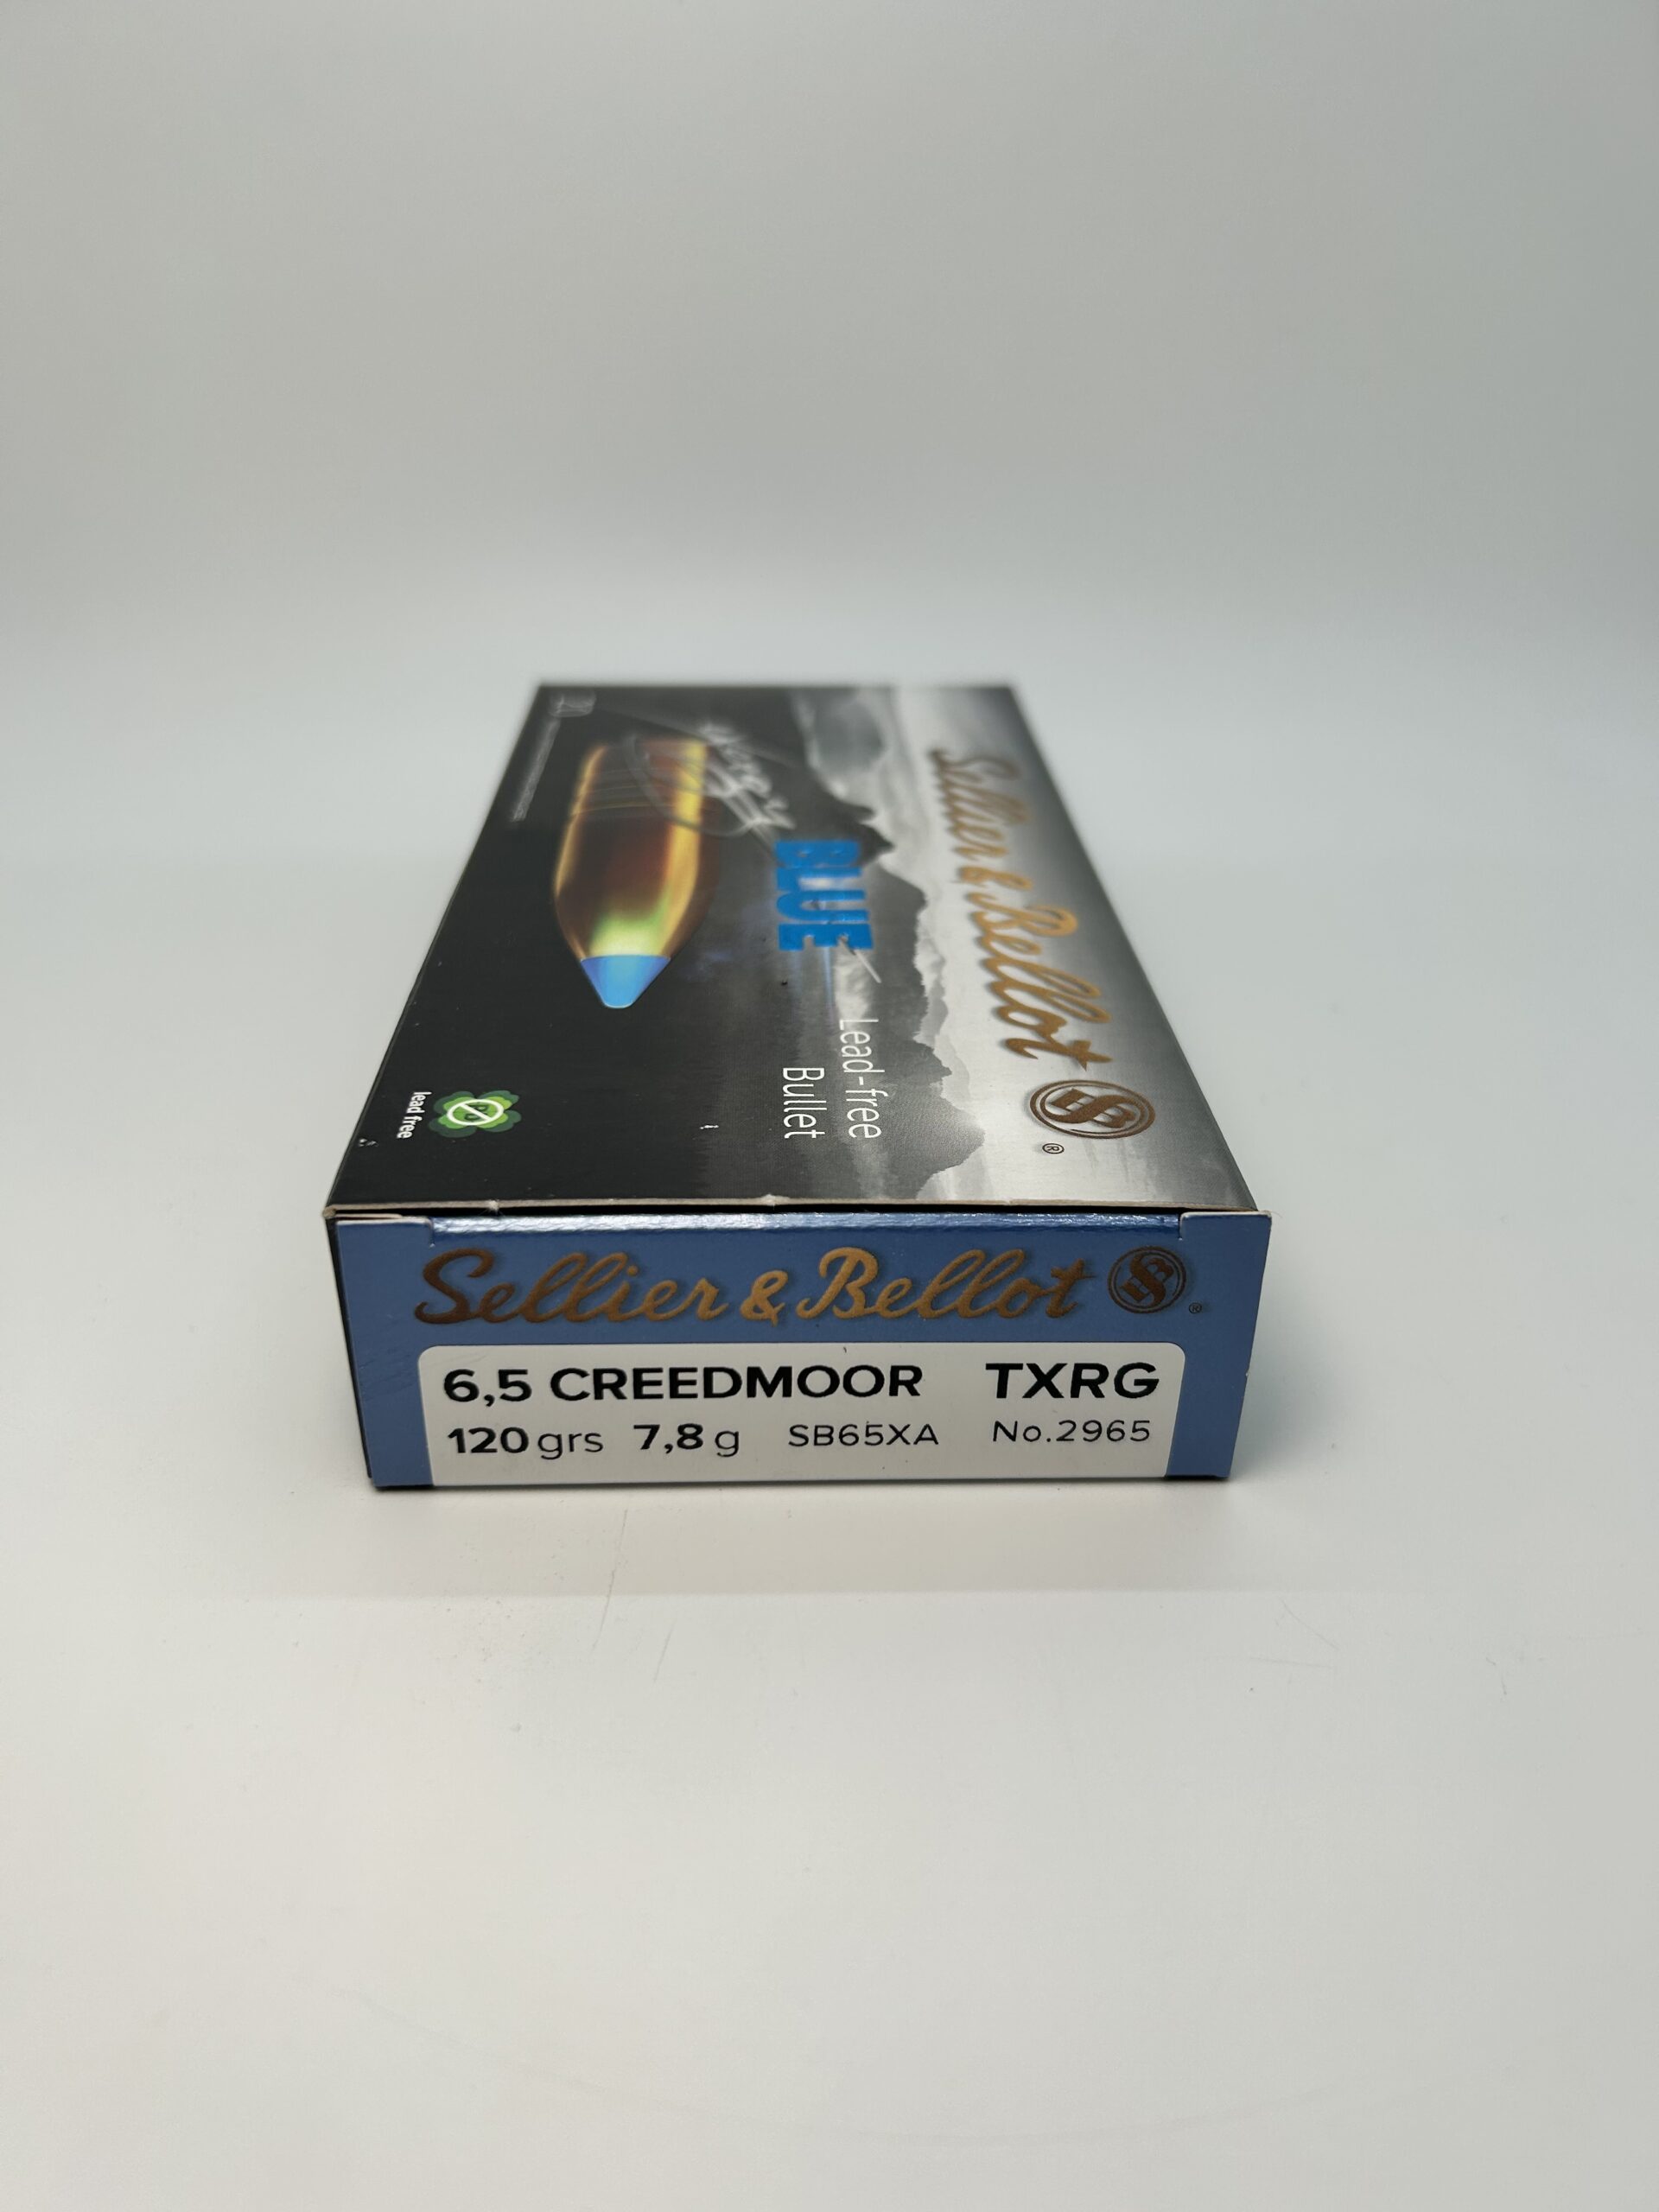 Sellier & Bellot
®
BLUE
Lead-free
Bullet
lead free
Sellier & Bellot
®
6,5 CREEDMOOR TXRG
120 grs 7,8 g SB65XA No.2965